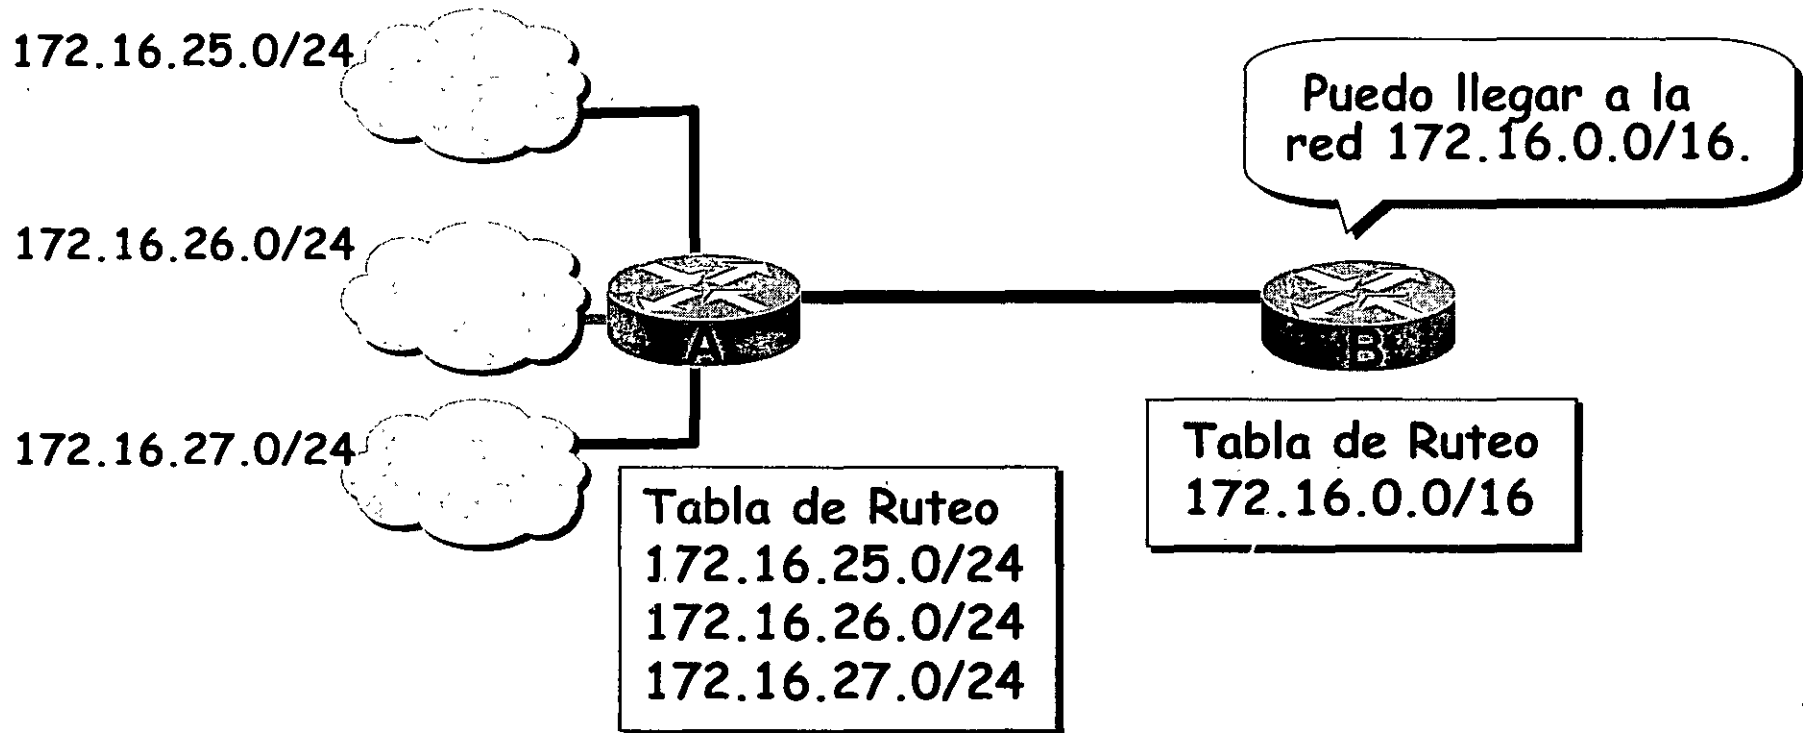 172.16.25.0/24
Puedo llegar a la
red 172.16.0.0/16.
172.16.26.0/24
A
B
172.16.27.0/24
Tabla de Ruteo
172.16.25.0/24
172.16.26.0/24
172.16.27.0/24
Tabla de Ruteo
172.16.0.0/16